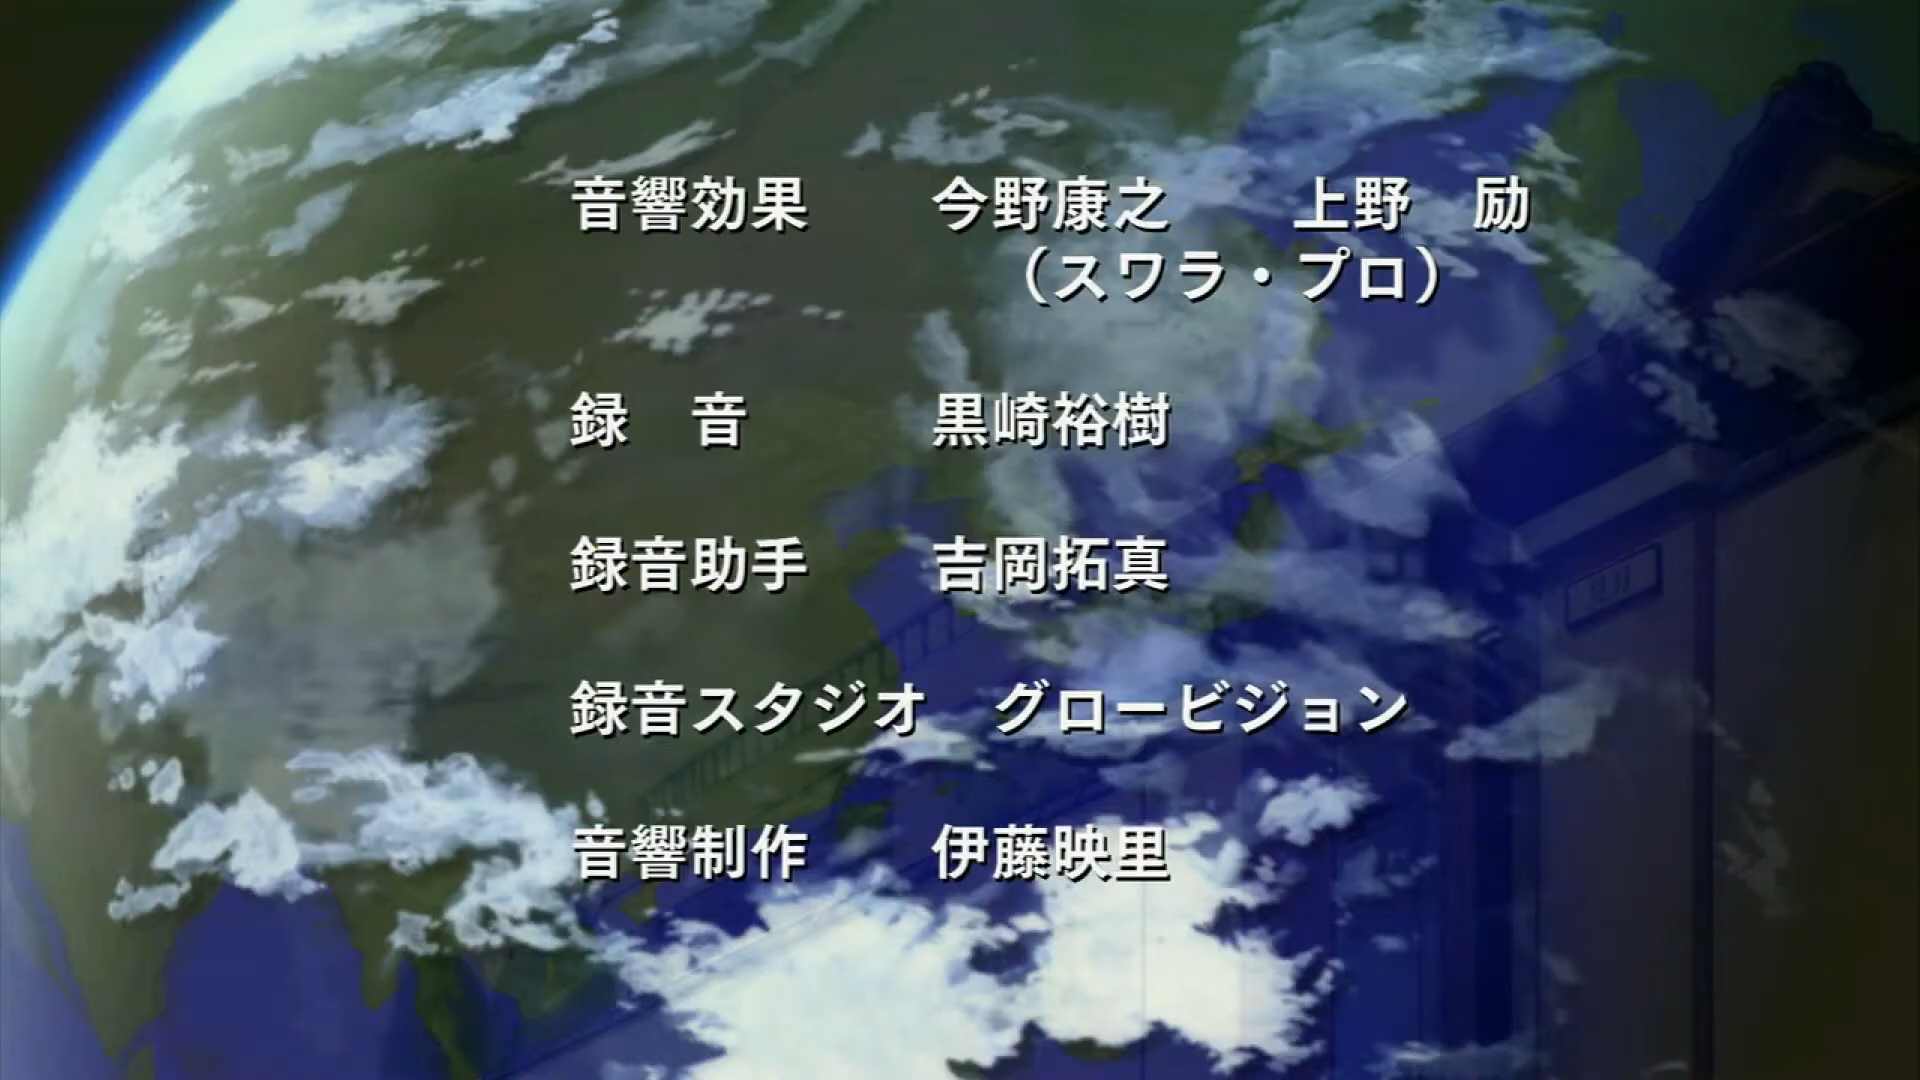 音響効果　　今野康之　　上野　励
（スワラ・プロ）
録　音　　　黒崎裕樹
録音助手　　吉岡拓真
録音スタジオ　グロービジョン
音響制作　　伊藤映里